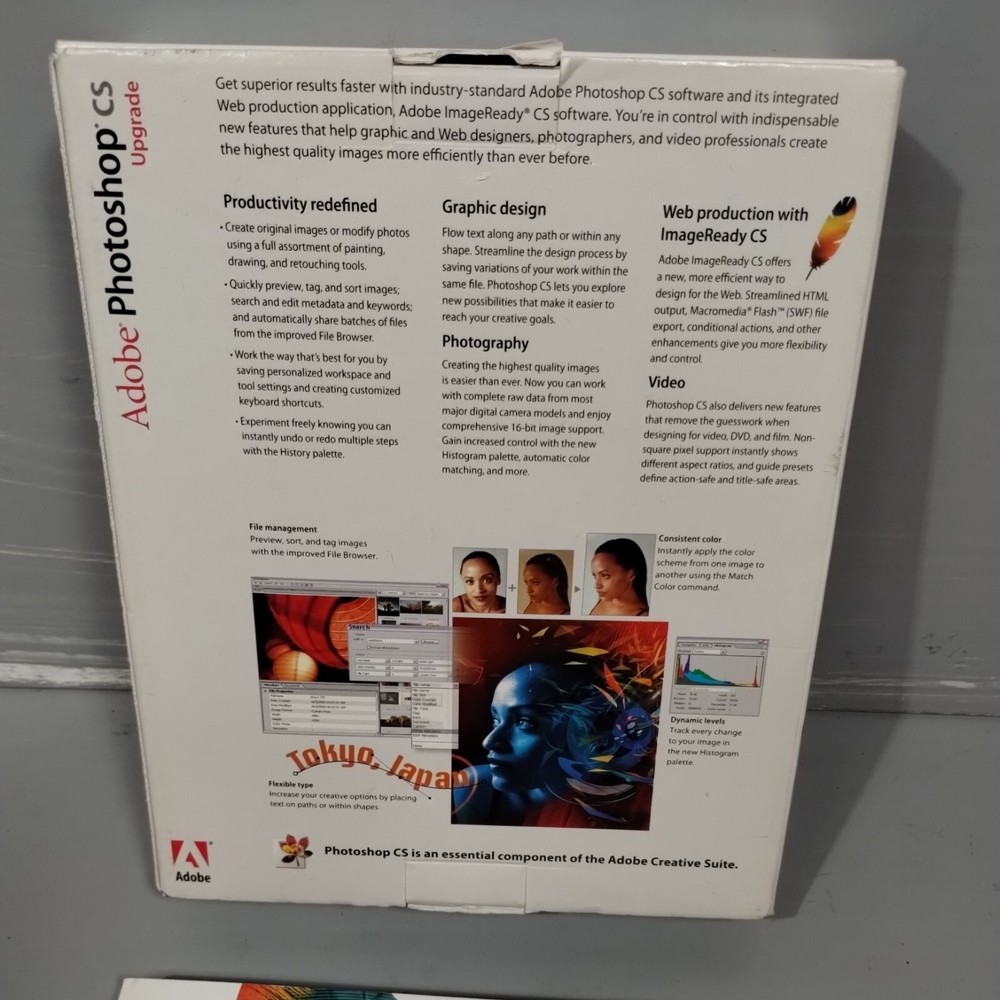 Adobe® Photoshop® CS
Upgrade
Get superior results faster with industry-standard Adobe Photoshop CS software and its integrated
Web production application, Adobe ImageReady® CS software. You're in control with indispensable
new features that help graphic and Web designers, photographers, and video professionals create
the highest quality images more efficiently than ever before.
Productivity redefined
• Create original images or modify photos
using a full assortment of painting,
drawing, and retouching tools.
• Quickly preview, tag, and sort images;
search and edit metadata and keywords;
and automatically share batches of files
from the improved File Browser.
• Work the way that's best for you by
saving personalized workspace and
tool settings and creating customized
keyboard shortcuts.
• Experiment freely knowing you can
instantly undo or redo multiple steps
with the History palette.
Graphic design
Flow text along any path or within any
shape. Streamline the design process by
saving variations of your work within the
same file. Photoshop CS lets you explore
new possibilities that make it easier to
reach your creative goals.
Photography
Creating the highest quality images
is easier than ever. Now you can work
with complete raw data from most
major digital camera models and enjoy
comprehensive 16-bit image support.
Gain increased control with the new
Histogram palette, automatic color
matching, and more.
Web production with
ImageReady CS
Adobe ImageReady CS offers
a new, more efficient way to
design for the Web. Streamlined HTML
output, Macromedia® Flash™ (SWF) file
export, conditional actions, and other
enhancements give you more flexibility
and control.
Video
Photoshop CS also delivers new features
that remove the guesswork when
designing for video, DVD, and film. Non-
square pixel support instantly shows
different aspect ratios, and guide presets
define action-safe and title-safe areas.
File management
Preview, sort, and tag images
with the improved File Browser.
Search
Consistent color
Instantly apply the color
scheme from one image to
another using the Match
Color command.
Dynamic levels
Track every change
to your image in
the new Histogram
palette.
Tokyo, Japan
Flexible type
Increase your creative options by placing
text on paths or within shapes.
Adobe
Photoshop CS is an essential component of the Adobe Creative Suite.